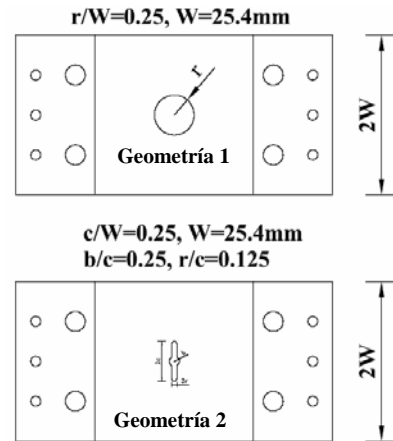 r/W=0.25, W=25.4mm
r
Geometría 1
2W
c/W=0.25, W=25.4mm
b/c=0.25, r/c=0.125
Geometría 2
2W